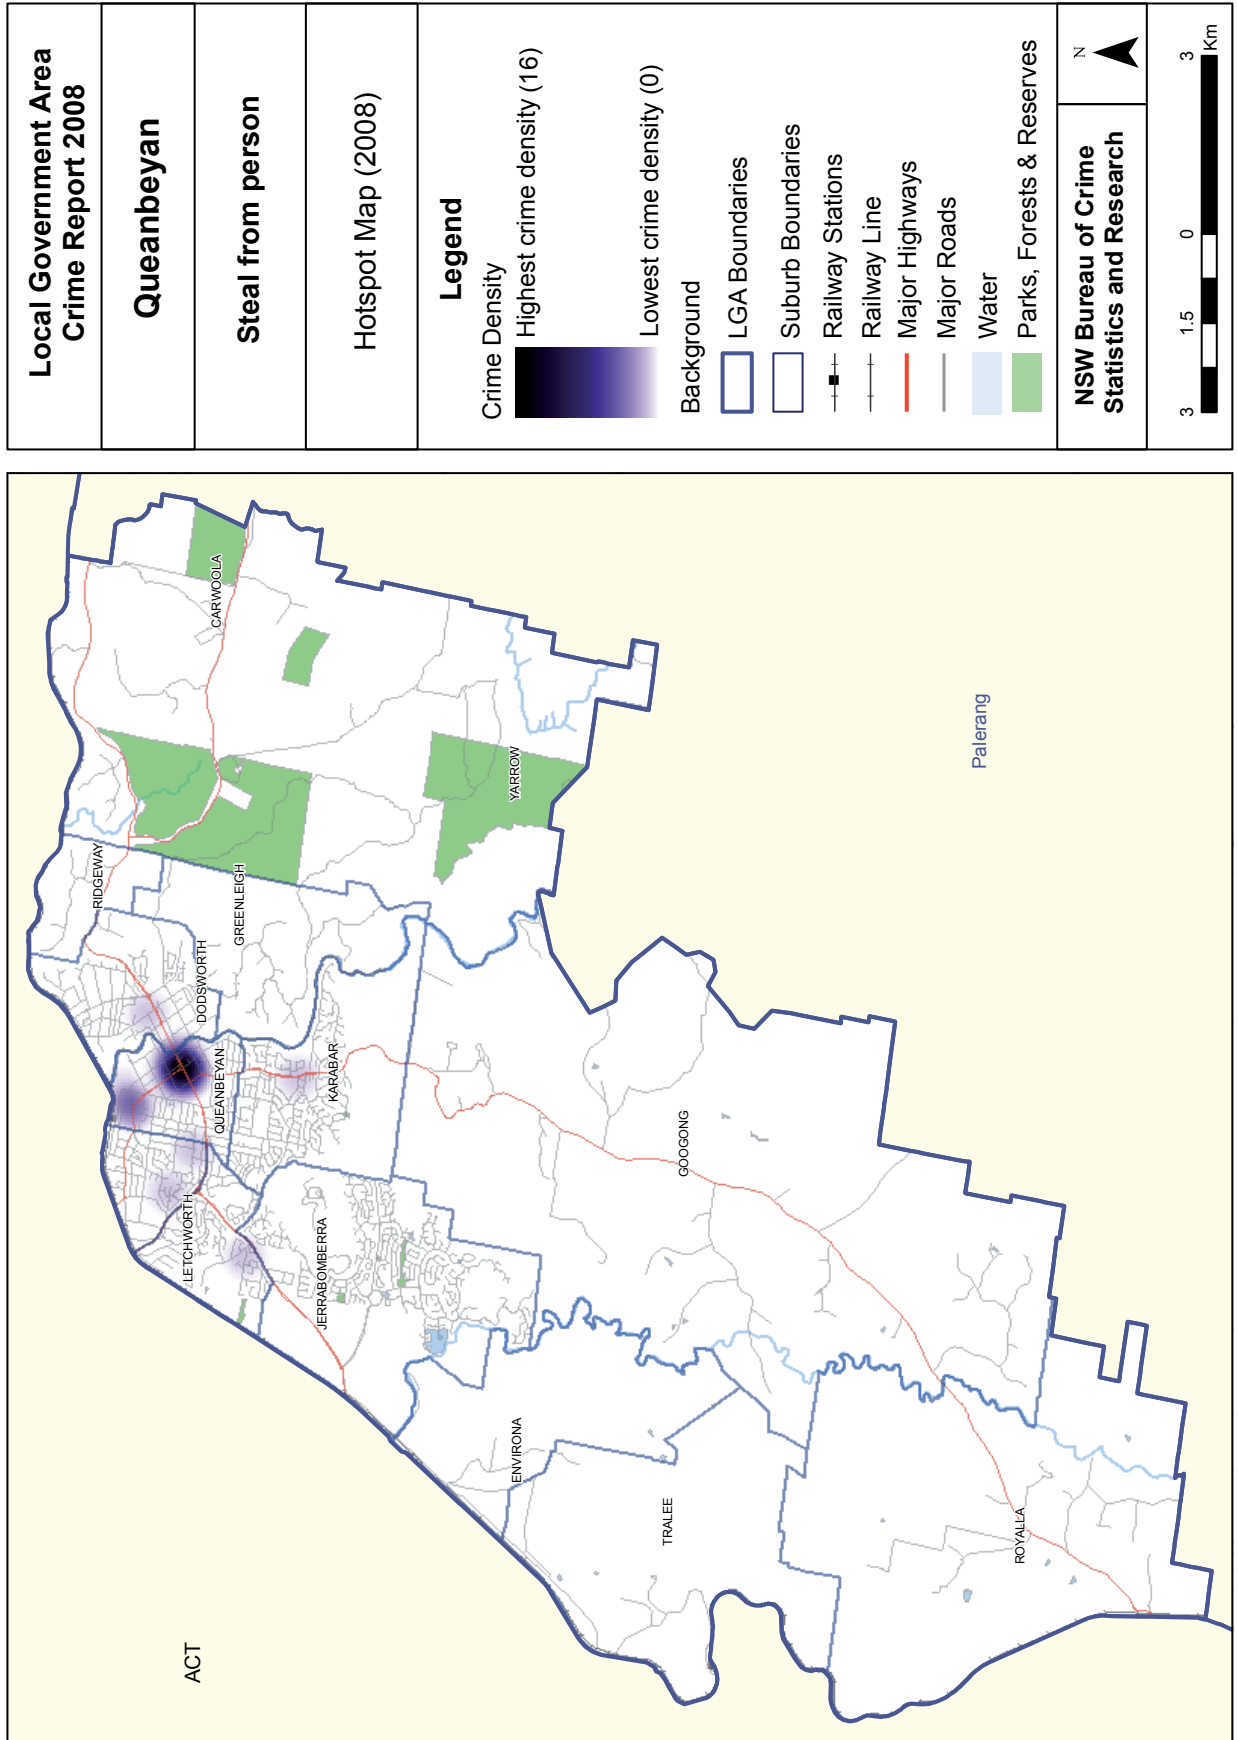 Local Government Area
Crime Report 2008
Queanbeyan
Steal from person
Hotspot Map (2008)
Legend
Crime Density
Highest crime density (16)
Lowest crime density (0)
Background
LGA Boundaries
Suburb Boundaries
Railway Stations
Railway Line
Major Highways
Major Roads
Water
Parks, Forests & Reserves
NSW Bureau of Crime
Statistics and Research
N
3 1.5 0 3
Km
ACT
Palerang
CARWOOLA
YARROW
RIDGEWAY
GREENLEIGH
DODSWORTH
QUEANBEYAN
KARABAR
LETCHWORTH
JERRABOMBERRA
GOOGONG
ENVIRONA
TRALEE
ROYALLA